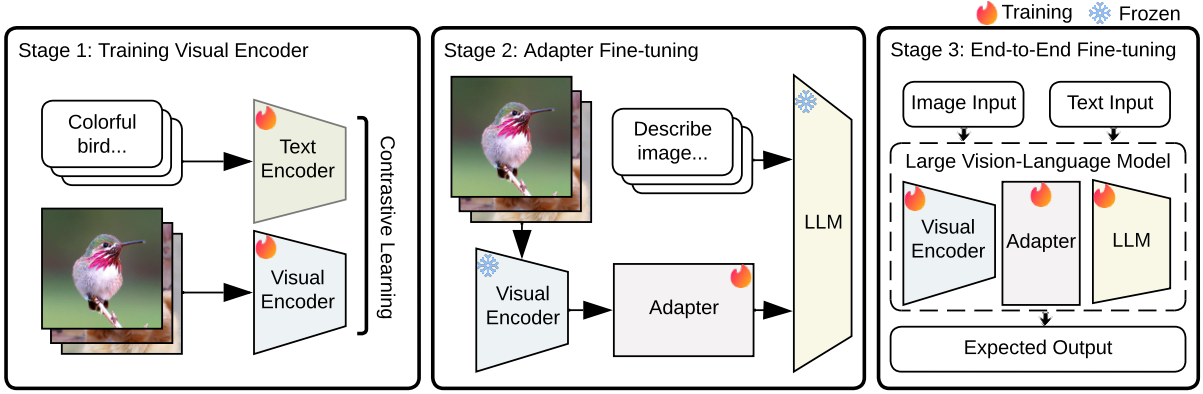 Training Frozen
Stage 1: Training Visual Encoder
Colorful
bird...
Text
Encoder
Visual
Encoder
Contrastive Learning
Stage 2: Adapter Fine-tuning
Describe
image...
LLM
Visual
Encoder
Adapter
Stage 3: End-to-End Fine-tuning
Image Input
Text Input
Large Vision-Language Model
Visual
Encoder
Adapter
LLM
Expected Output